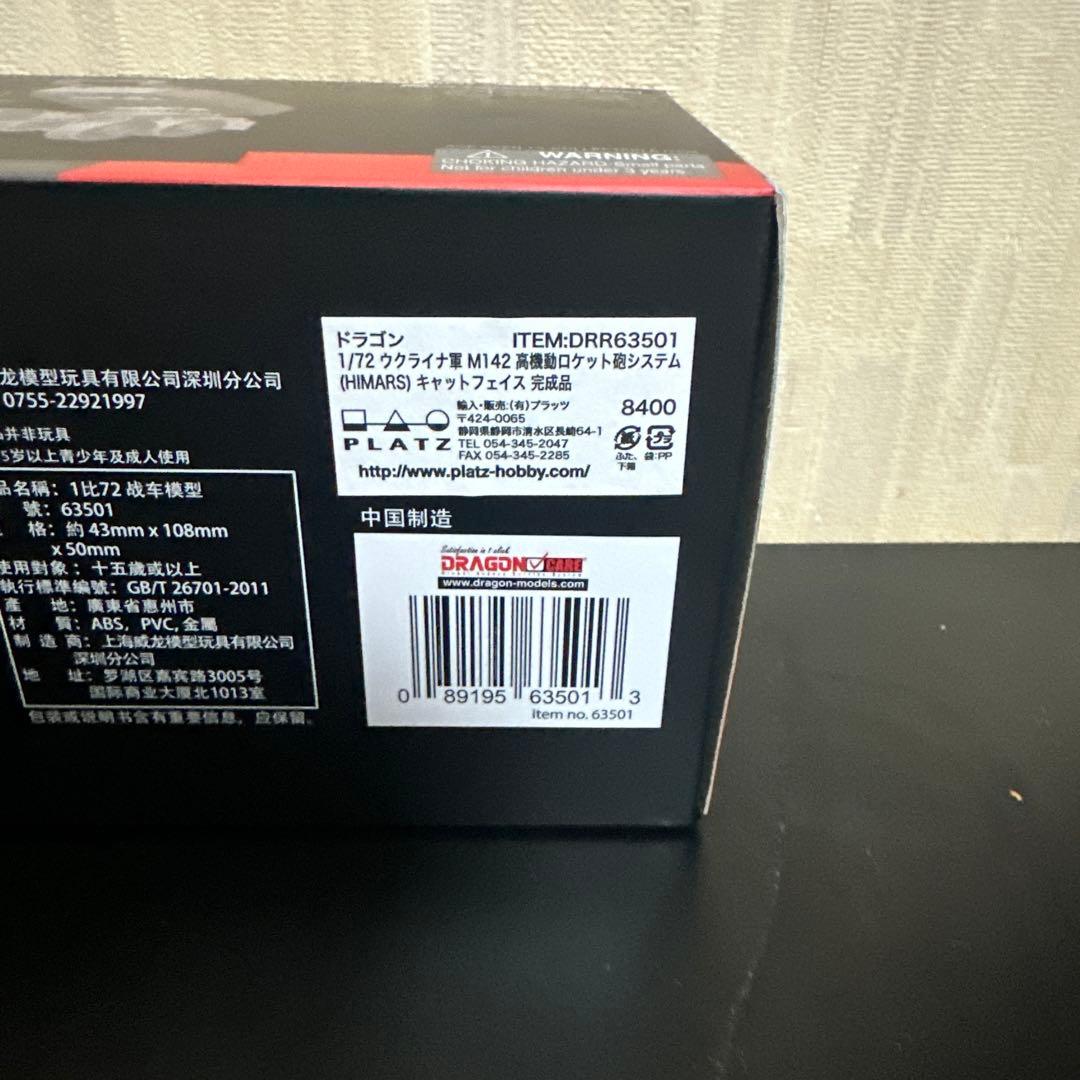 WARNING:
CHOKING HAZARD-Small parts
Not for children under 3 years
龙模型玩具有限公司深圳分公司
0755-22921997
并非玩具
5岁以上青少年及成人使用
品名稱：1比72 战车模型
號：63501
格：約 43mm x 108mm
x 50mm
使用對象：十五歲或以上
執行標準編號：GB/T 26701-2011
產 地：廣東省惠州市
材 質：ABS，PVC, 金屬
制 造 商：上海威龙模型玩具有限公司
深圳分公司
地 址：罗湖区嘉宾路3005号
国际商业大厦北1013室
包装或说明书含有重要信息，应保留。
ドラゴン ITEM:DRR63501
1/72 ウクライナ軍 M142 高機動ロケット砲システム
(HIMARS) キャットフェイス 完成品
PLATZ
輸入・販売:(有)プラッツ
〒424-0065
静岡県静岡市清水区長崎64-1
TEL 054-345-2047
FAX 054-345-2285
8400
プラ
ふた、袋:PP
下箱
http://www.platz-hobby.com/
中国制造
Satisfaction is 1 click
DRAGON CARE
www.dragon-models.com
0 89195 63501 3
item no. 63501